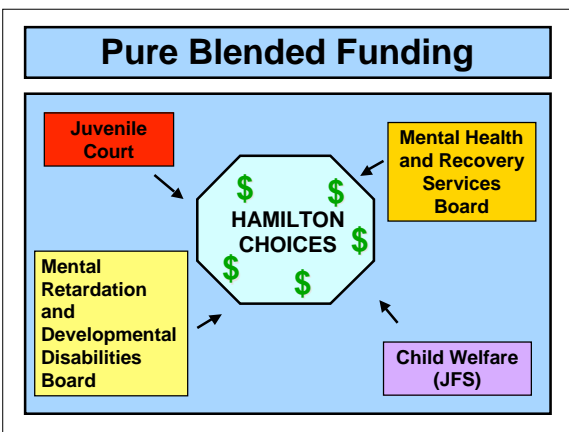 Pure Blended Funding
Juvenile
Court
Mental Health
and Recovery
Services
Board
$ $
HAMILTON
CHOICES
$
$
$
Mental
Retardation
and
Developmental
Disabilities
Board
Child Welfare
(JFS)